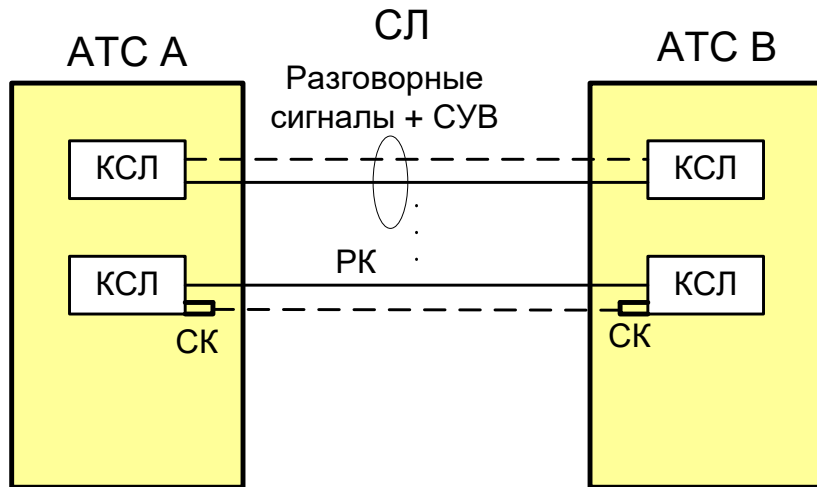 СЛ
АТС А
АТС В
Разговорные
сигналы + СУВ
КСЛ
КСЛ
РК
КСЛ
КСЛ
СК
СК